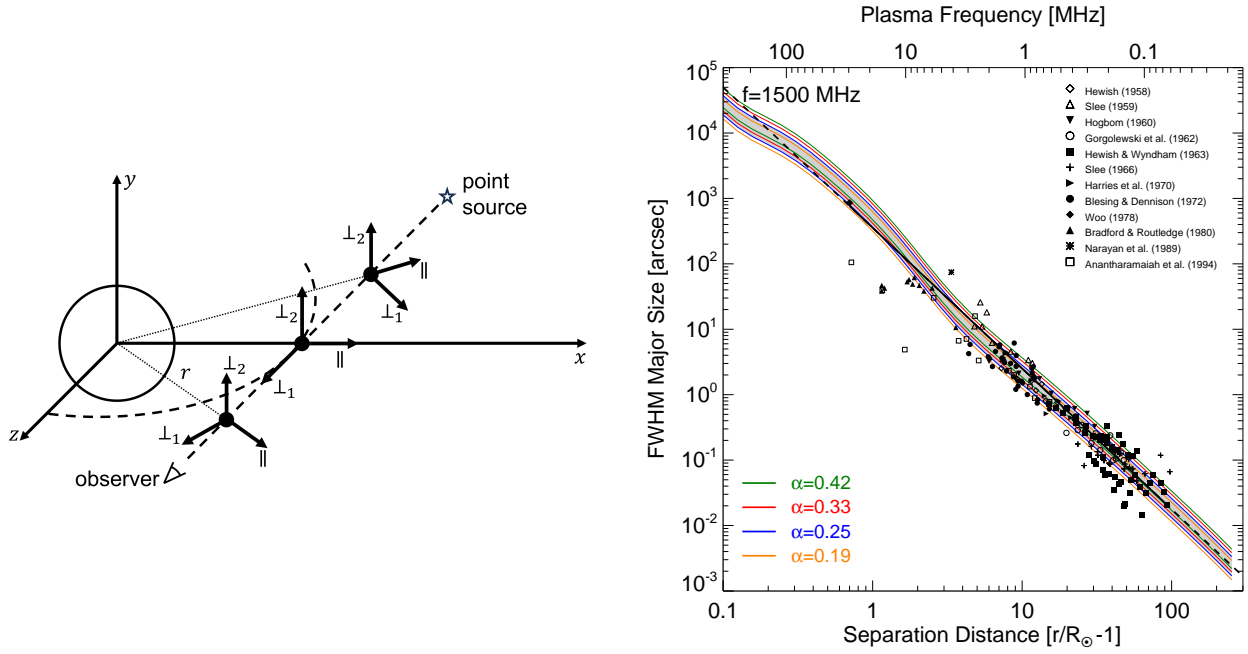 y
x
z
r
⊥₂
∥
⊥₁
⊥₂
∥
⊥₁
⊥₂
⊥₁
∥
point
source
observer
Plasma Frequency [MHz]
100
10
1
0.1
f=1500 MHz
FWHM Major Size [arcsec]
10^5
10^4
10^3
10^2
10^1
10^0
10^-1
10^-2
10^-3
Hewish (1958)
Slee (1959)
Hogbom (1960)
Gorgolewski et al. (1962)
Hewish & Wyndham (1963)
Slee (1966)
Harries et al. (1970)
Blesing & Dennison (1972)
Woo (1978)
Bradford & Routledge (1980)
Narayan et al. (1989)
Anantharamaiah et al. (1994)
α=0.42
α=0.33
α=0.25
α=0.19
0.1
1
10
100
Separation Distance [r/R☉-1]